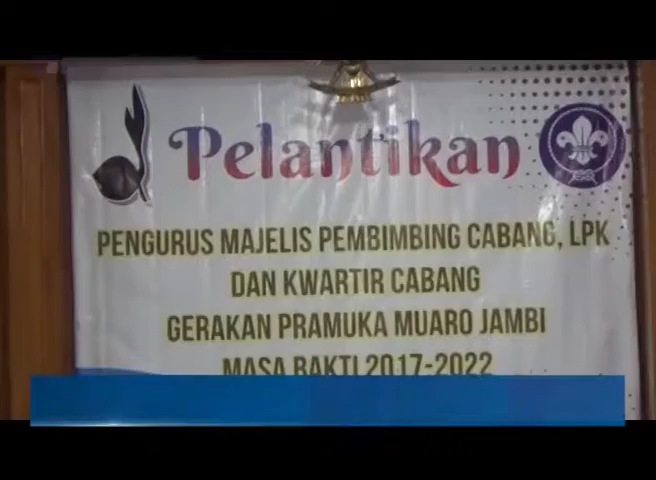 Pelantikan
PENGURUS MAJELIS PEMBIMBING CABANG, LPK
DAN KWARTIR CABANG
GERAKAN PRAMUKA MUARO JAMBI
MASA BAKTI 2017-2022